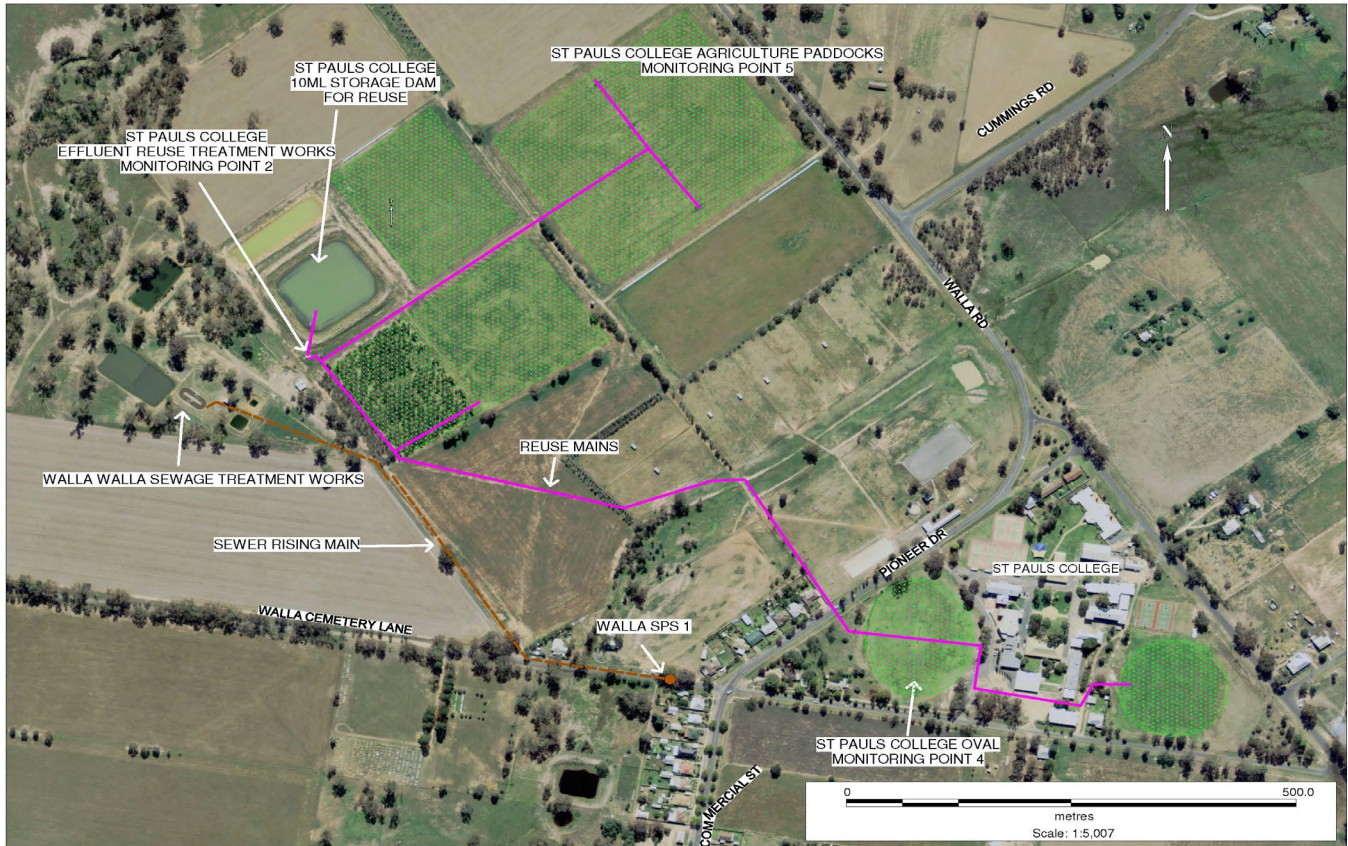 ST PAULS COLLEGE AGRICULTURE PADDOCKS
MONITORING POINT 5
ST PAULS COLLEGE
10ML STORAGE DAM
FOR REUSE
ST PAULS COLLEGE
EFFLUENT REUSE TREATMENT WORKS
MONITORING POINT 2
CUMMINGS RD
N
WALLA RD
REUSE MAINS
WALLA WALLA SEWAGE TREATMENT WORKS
SEWER RISING MAIN
PIONEER DR
ST PAULS COLLEGE
WALLA CEMETERY LANE
WALLA SPS 1
ST PAULS COLLEGE OVAL
MONITORING POINT 4
COMMERCIAL ST
0 500.0
metres
Scale: 1:5,007